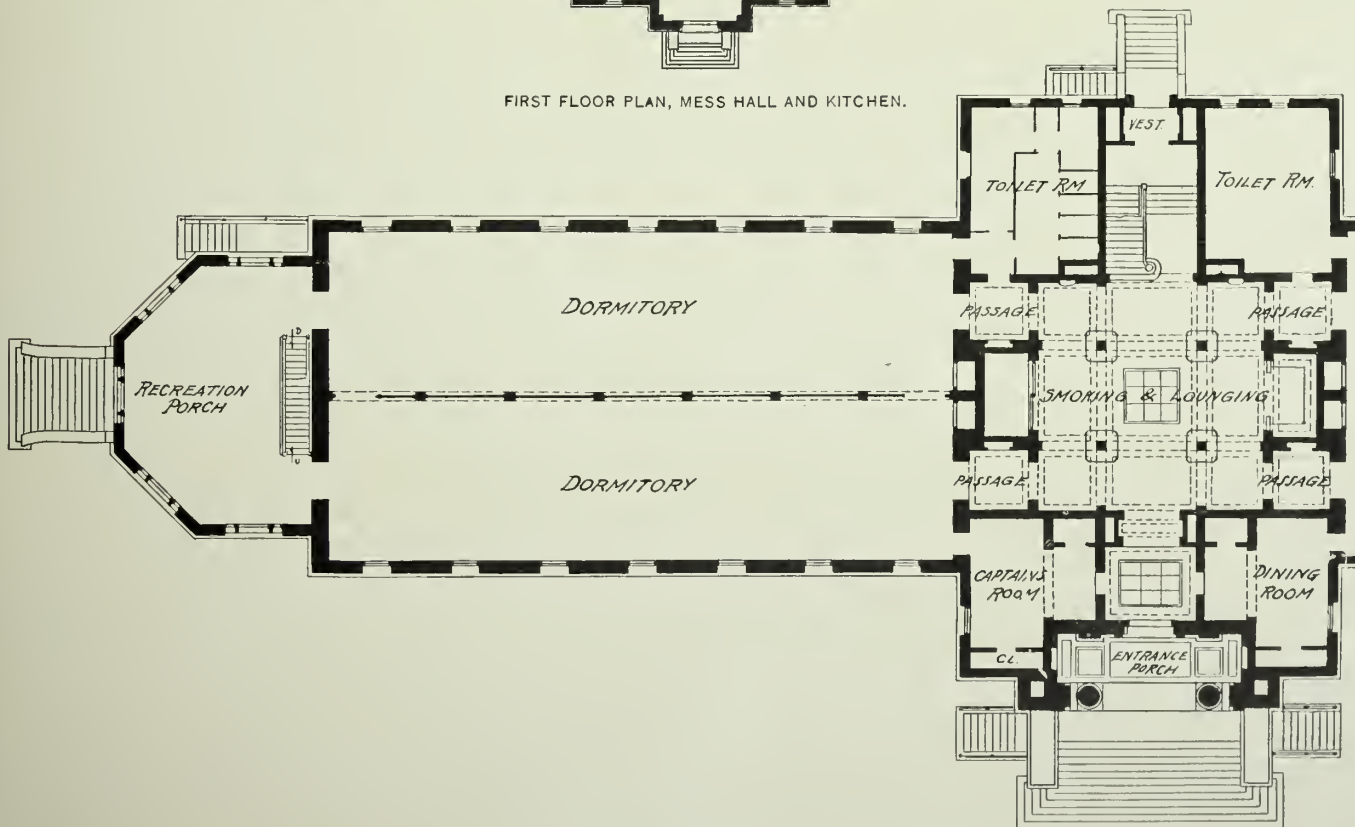 FIRST FLOOR PLAN, MESS HALL AND KITCHEN.
VEST.
TOILET RM
TOILET RM.
DORMITORY
PASSAGE
PASSAGE
D
RECREATION
PORCH
SMOKING & LOUNGING
U
DORMITORY
PASSAGE
PASSAGE
CAPTAINS
ROOM
DINING
ROOM
CL.
ENTRANCE
PORCH